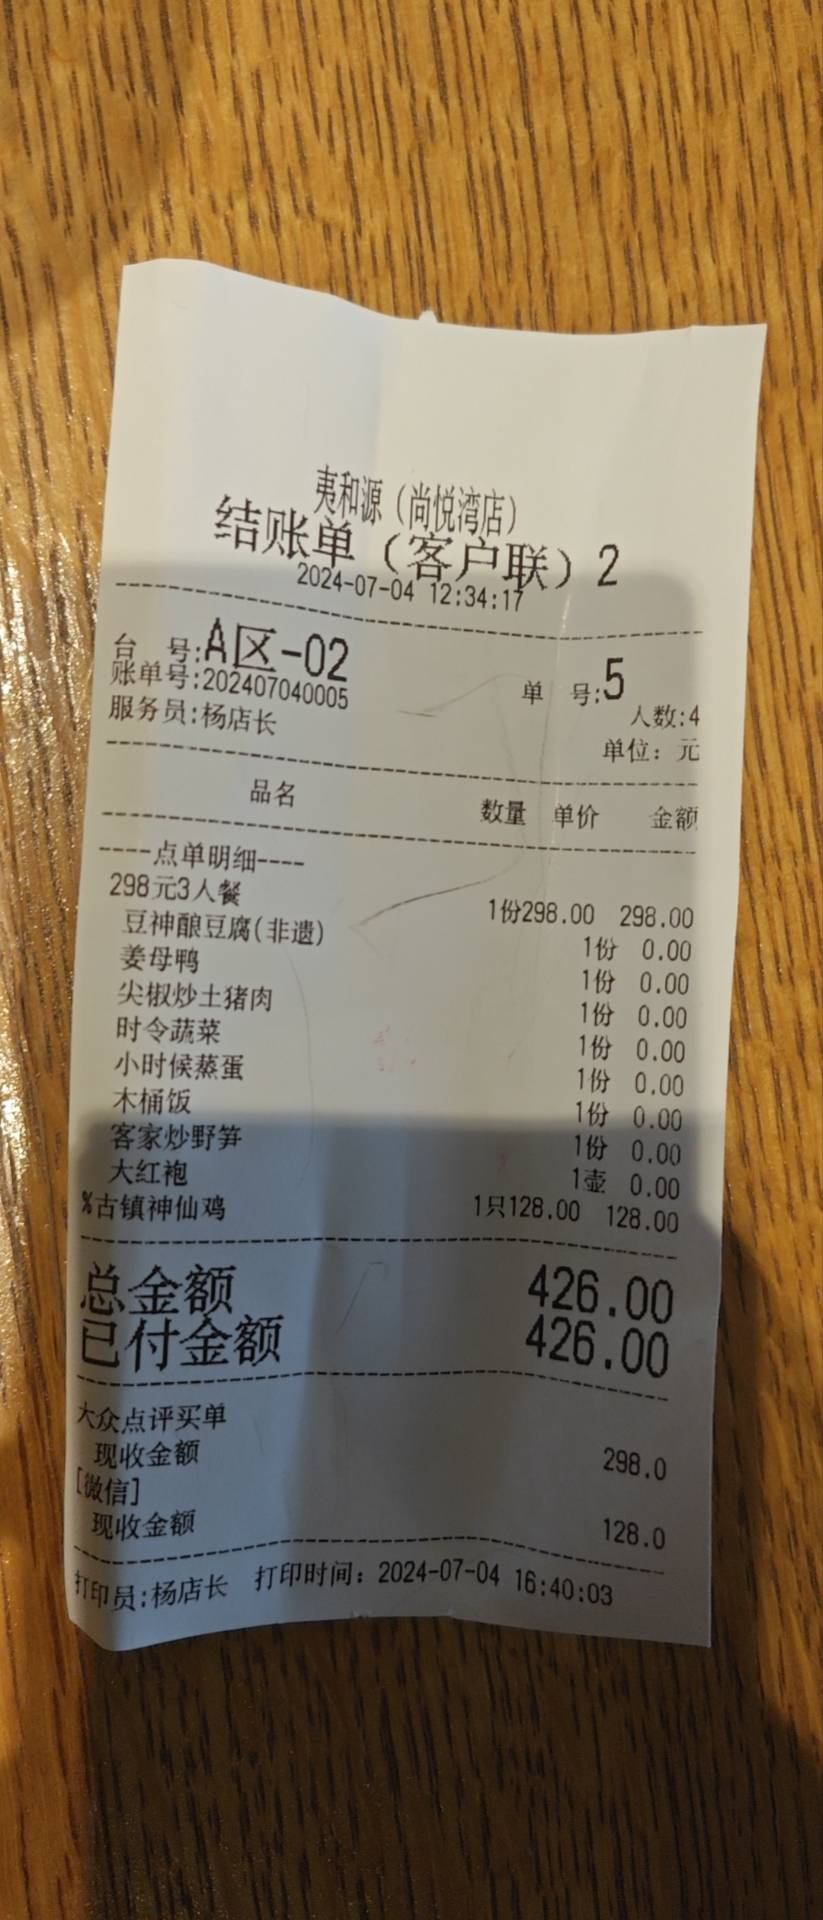 夷和源（尚悦湾店）
结账单（客户联）2
2024-07-04 12:34:17
台 号:A区-02 单 号:5
账单号:202407040005 人数:4
服务员:杨店长 单位: 元
品名 数量 单价 金额
-----点单明细----
298元3人餐 1份298.00 298.00
豆神酿豆腐(非遗) 1份 0.00
姜母鸭 1份 0.00
尖椒炒土猪肉 1份 0.00
时令蔬菜 1份 0.00
小时候蒸蛋 1份 0.00
木桶饭 1份 0.00
客家炒野笋 1份 0.00
大红袍 1壶 0.00
%古镇神仙鸡 1只128.00 128.00
总金额 426.00
已付金额 426.00
大众点评买单
现收金额 298.0
[微信]
现收金额 128.0
打印员:杨店长 打印时间: 2024-07-04 16:40:03